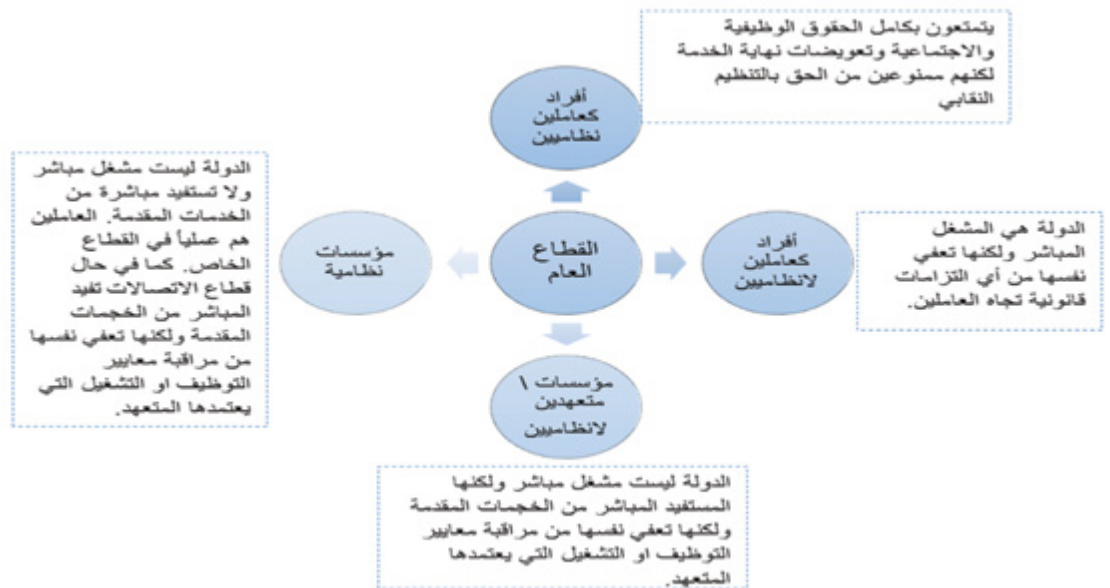 يتمتعون بكامل الحقوق الوظيفية
والاجتماعية وتعويضات نهاية الخدمة
لكنهم ممنوعين من الحق بالتنظيم
النقابي
أفراد
كعاملين
نظاميين
القطاع
العام
أفراد
كعاملين
لانظاميين
الدولة هي المشغل
المباشر ولكنها تعفي
نفسها من أي التزامات
قانونية تجاه العاملين.
مؤسسات
نظامية
الدولة ليست مشغل مباشر
ولا تستفيد مباشرة من
الخدمات المقدمة. العاملين
هم عملياً في القطاع
الخاص. كما في حال
قطاع الاتصالات تفيد
المباشر من الخجمات
المقدمة ولكنها تعفي نفسها
من مراقبة معايير
التوظيف او التشغيل التي
يعتمدها المتعهد.
مؤسسات \
متعهدين
لانظاميين
الدولة ليست مشغل مباشر ولكنها
المستفيد المباشر من الخجمات المقدمة
ولكنها تعفي نفسها من مراقبة معايير
التوظيف او التشغيل التي يعتمدها
المتعهد.